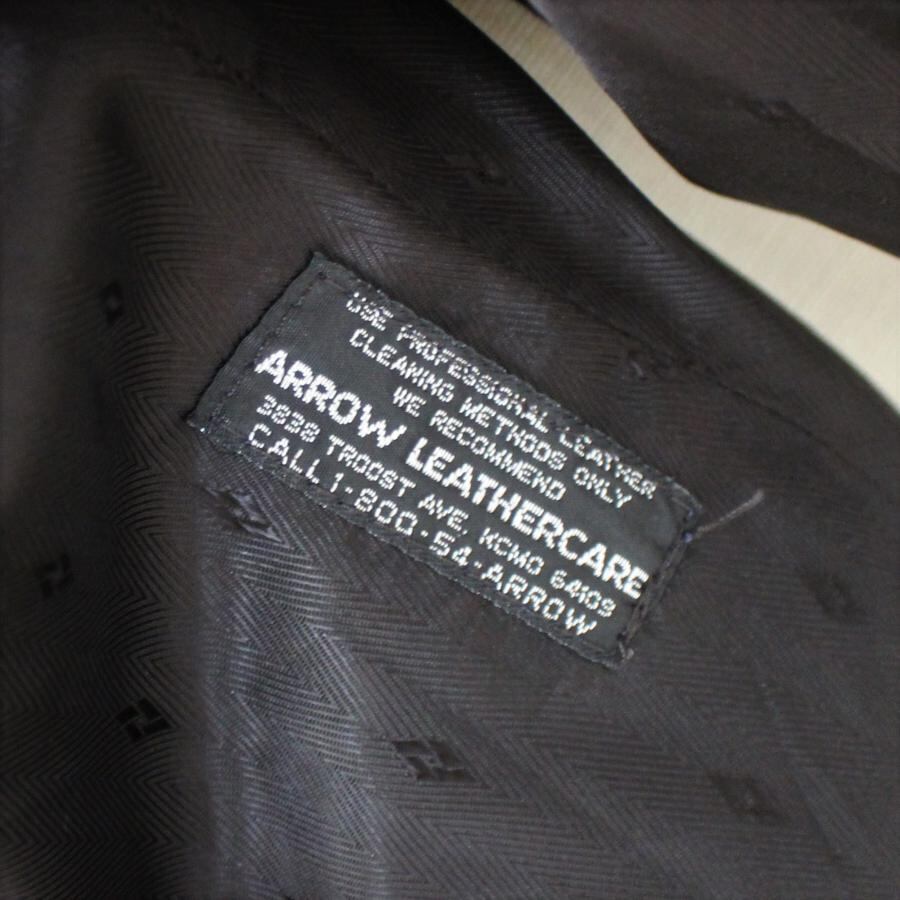 USE PROFESSIONAL LEATHER
CLEANING METHODS ONLY
WE RECOMMEND
ARROW LEATHERCARE
3838 TROOST AVE. KCMO 64109
CALL 1-800-54-ARROW